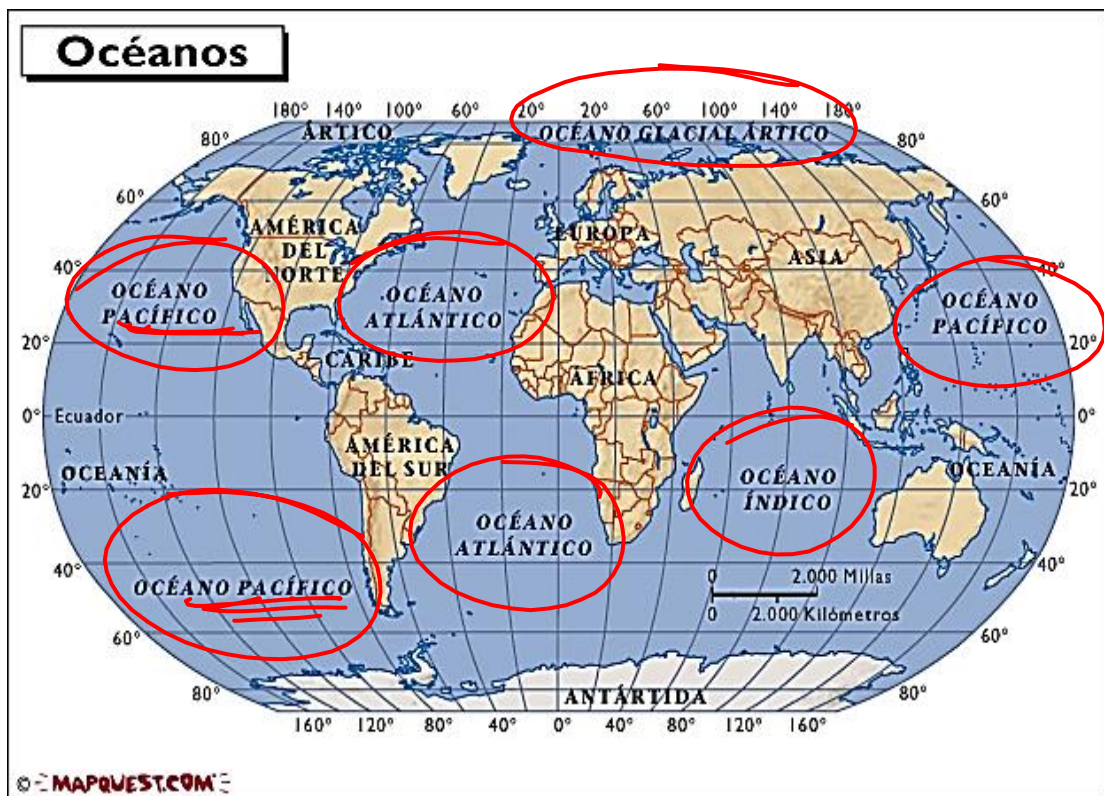 Océanos
180° 140° 100° 60° 20° 20° 60° 100° 140° 180°
80° ÁRTICO OCÉANO GLACIAL ÁRTICO 80°
60° 60°
AMÉRICA
DEL
NORTE
EUROPA
ASIA
40° 40°
OCÉANO
PACÍFICO
OCÉANO
ATLÁNTICO
OCÉANO
PACÍFICO
20° 20°
CARIBE
ÁFRICA
0° Ecuador 0°
AMÉRICA
DEL SUR
OCEANÍA
OCÉANO
ÍNDICO
OCEANÍA
20° 20°
OCÉANO
ATLÁNTICO
OCÉANO PACÍFICO
40° 40°
0 2.000 Millas
0 2.000 Kilómetros
60° 60°
80° ANTÁRTIDA 80°
160° 120° 80° 40° 0° 40° 80° 120° 160°
© MAPQUEST.COM